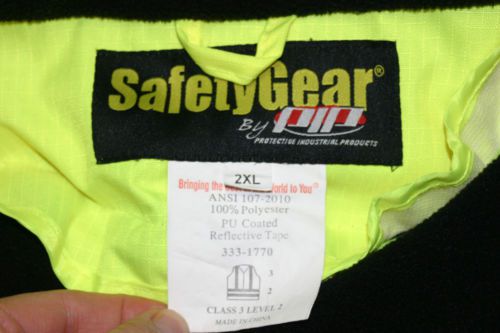 SafetyGear®
By PIP
PROTECTIVE INDUSTRIAL PRODUCTS
2XL
Bringing the World to You®
ANSI 107-2010
100% Polyester
PU Coated
Reflective Tape
333-1770
3
2
CLASS 3 LEVEL 2
MADE IN CHINA